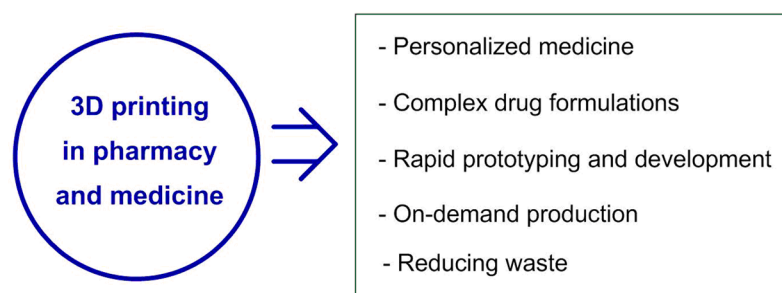 3D printing
in pharmacy
and medicine
- Personalized medicine
- Complex drug formulations
- Rapid prototyping and development
- On-demand production
- Reducing waste